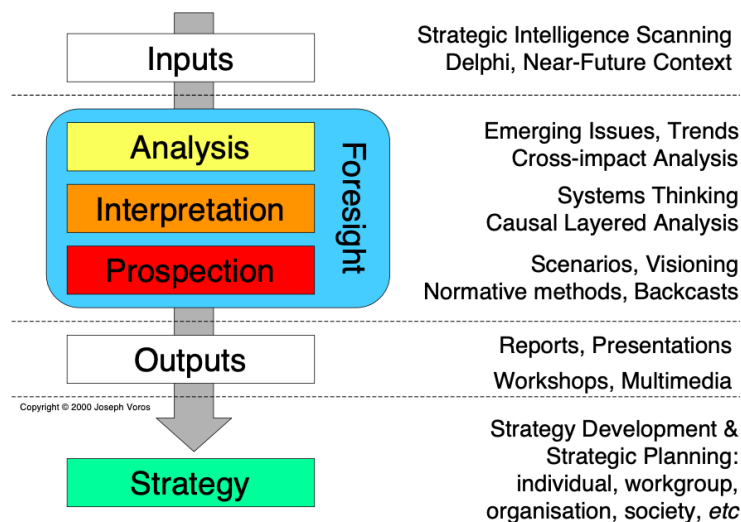 Inputs
Strategic Intelligence Scanning
Delphi, Near-Future Context
Foresight
Analysis
Emerging Issues, Trends
Cross-impact Analysis
Interpretation
Systems Thinking
Causal Layered Analysis
Prospection
Scenarios, Visioning
Normative methods, Backcasts
Outputs
Reports, Presentations
Workshops, Multimedia
Copyright © 2000 Joseph Voros
Strategy
Strategy Development &
Strategic Planning:
individual, workgroup,
organisation, society, etc